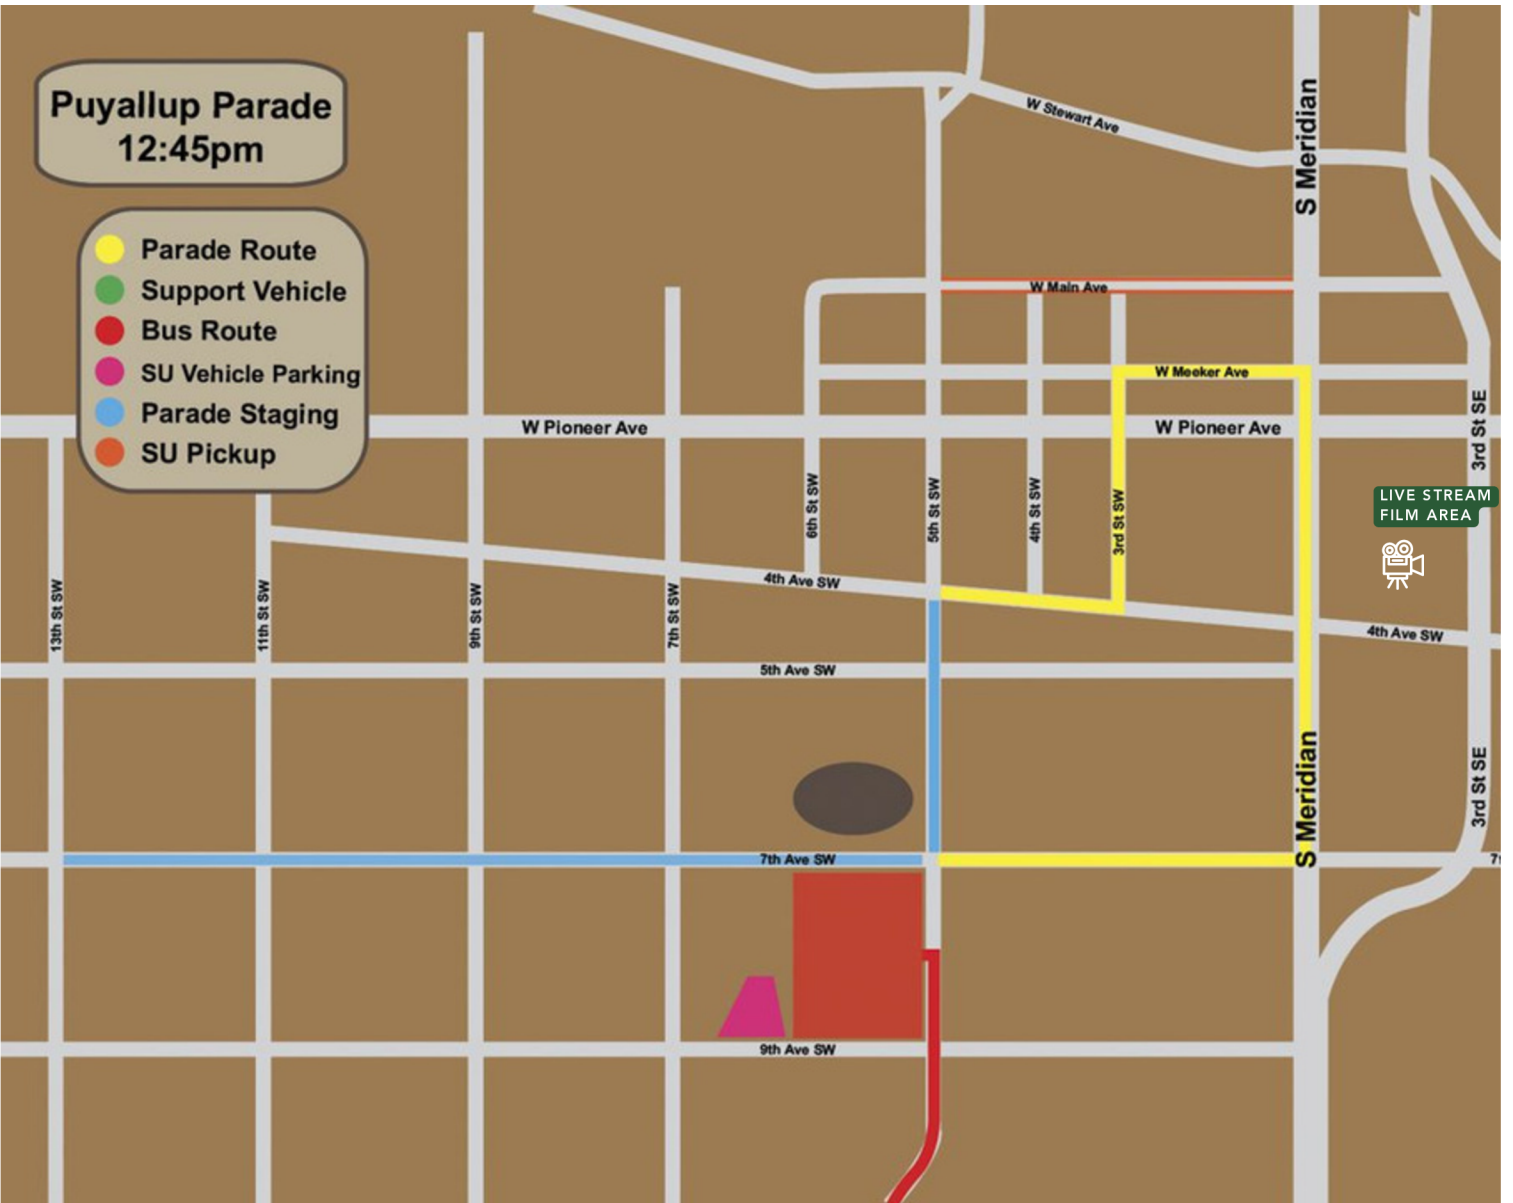 Puyallup Parade
12:45pm
Parade Route
Support Vehicle
Bus Route
SU Vehicle Parking
Parade Staging
SU Pickup
W Stewart Ave
S Meridian
W Main Ave
W Meeker Ave
W Pioneer Ave
W Pioneer Ave
3rd St SE
LIVE STREAM
FILM AREA
6th St SW
5th St SW
4th St SW
3rd St SW
4th Ave SW
13th St SW
11th St SW
9th St SW
7th St SW
4th Ave SW
5th Ave SW
S Meridian
3rd St SE
7th Ave SW
9th Ave SW